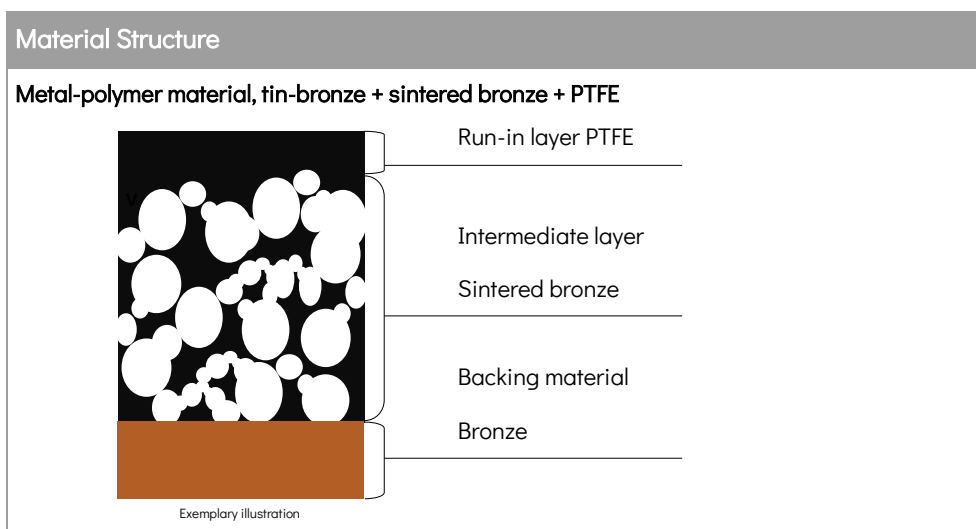 Material Structure
Metal-polymer material, tin-bronze + sintered bronze + PTFE
Run-in layer PTFE
v
Intermediate layer
Sintered bronze
Backing material
Bronze
Exemplary illustration